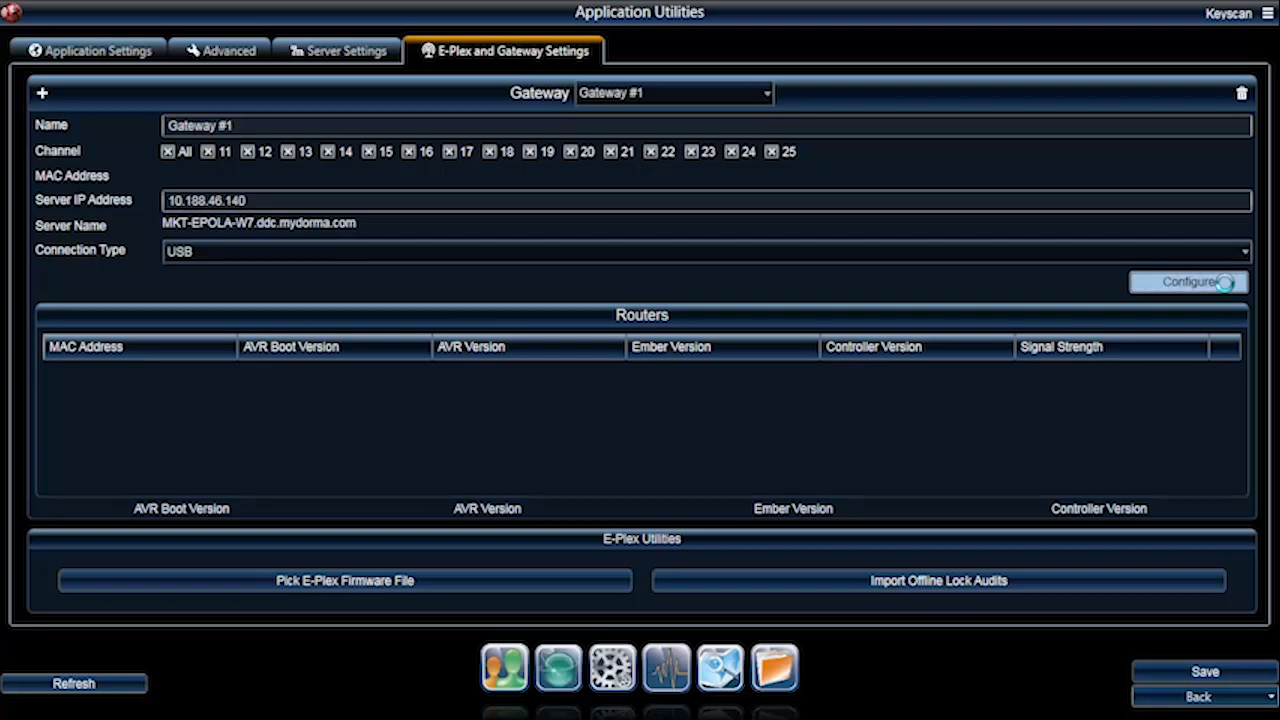 Application Utilities
Keyscan
Application Settings
Advanced
Server Settings
E-Plex and Gateway Settings
Gateway Gateway #1
Name Gateway #1
Channel All 11 12 13 14 15 16 17 18 19 20 21 22 23 24 25
MAC Address
Server IP Address 10.188.46.140
Server Name MKT-EPOLA-W7.ddc.mydorma.com
Connection Type USB
Configure
Routers
MAC Address AVR Boot Version AVR Version Ember Version Controller Version Signal Strength
AVR Boot Version AVR Version Ember Version Controller Version
E-Plex Utilities
Pick E-Plex Firmware File Import Offline Lock Audits
Refresh
Save
Back